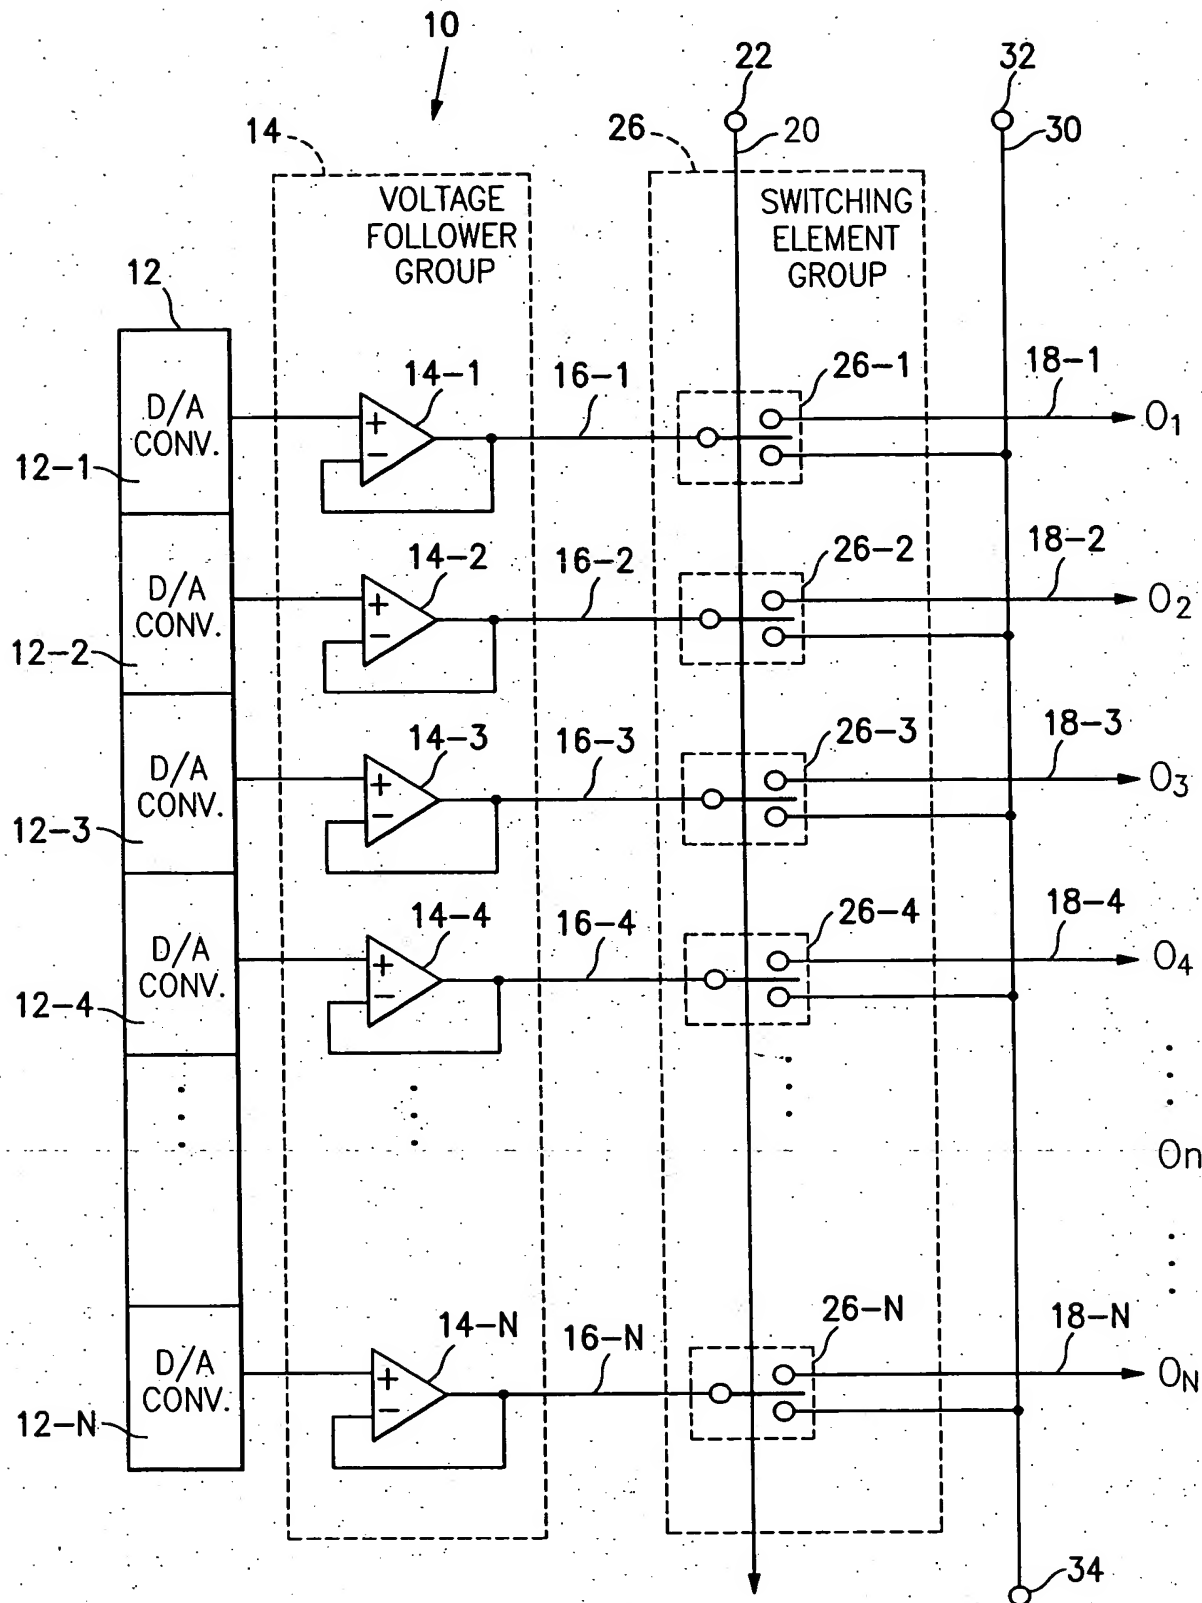 10
22
32
14
26
20
30
VOLTAGE
FOLLOWER
GROUP
SWITCHING
ELEMENT
GROUP
12
14-1
16-1
26-1
18-1
D/A
CONV.
+
−
O1
12-1
14-2
16-2
26-2
18-2
D/A
CONV.
+
−
O2
12-2
14-3
16-3
26-3
18-3
D/A
CONV.
+
−
O3
12-3
14-4
16-4
26-4
18-4
D/A
CONV.
+
−
O4
12-4
On
14-N
16-N
26-N
18-N
D/A
CONV.
+
−
ON
12-N
34